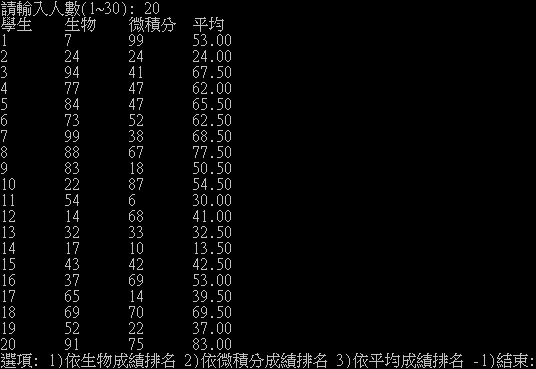 請輸入人數(1~30): 20
學生 生物 微積分 平均
1 7 99 53.00
2 24 24 24.00
3 94 41 67.50
4 77 47 62.00
5 84 47 65.50
6 73 52 62.50
7 99 38 68.50
8 88 67 77.50
9 83 18 50.50
10 22 87 54.50
11 54 6 30.00
12 14 68 41.00
13 32 33 32.50
14 17 10 13.50
15 43 42 42.50
16 37 69 53.00
17 65 14 39.50
18 69 70 69.50
19 52 22 37.00
20 91 75 83.00
選項: 1)依生物成績排名 2)依微積分成績排名 3)依平均成績排名 -1)結束: